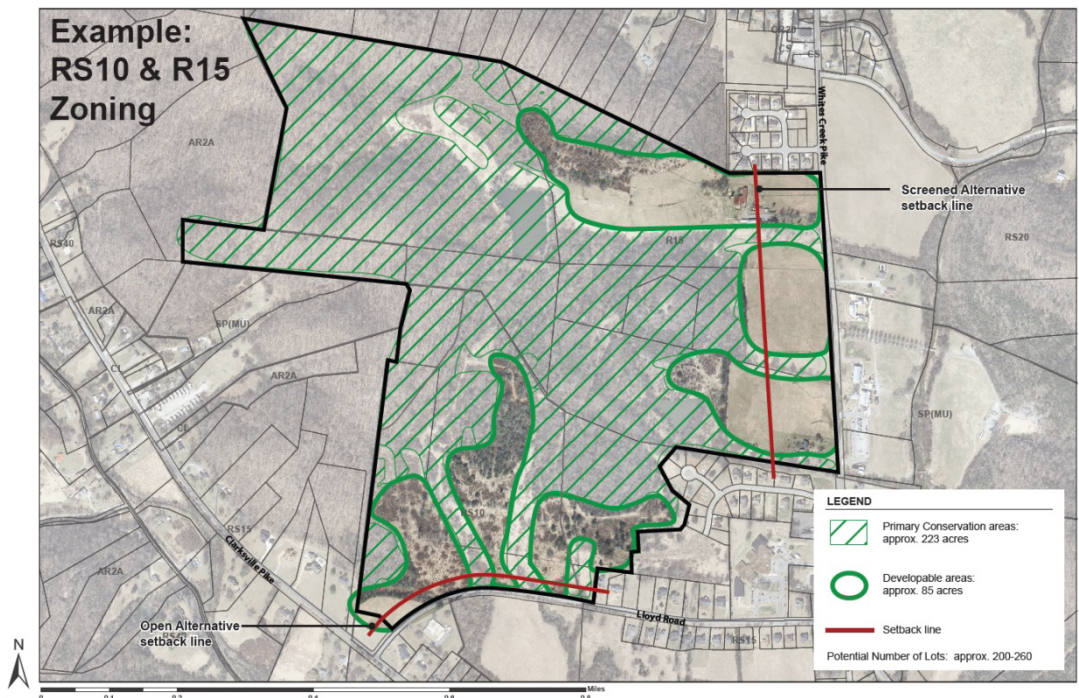 Example:
RS10 & R15
Zoning
AR2A
CS
Whites Creek Pike
Screened Alternative
setback line
R15
RS20
RS40
AR2A
SP(MU)
CL
AR2A
CL
SP(MU)
RS10
RS15
AR2A
Clarksville Pike
Open Alternative
setback line
Lloyd Road
RS15
LEGEND
Primary Conservation areas:
approx. 223 acres
Developable areas:
approx. 85 acres
Setback line
Potential Number of Lots: approx. 200-260
N
Miles